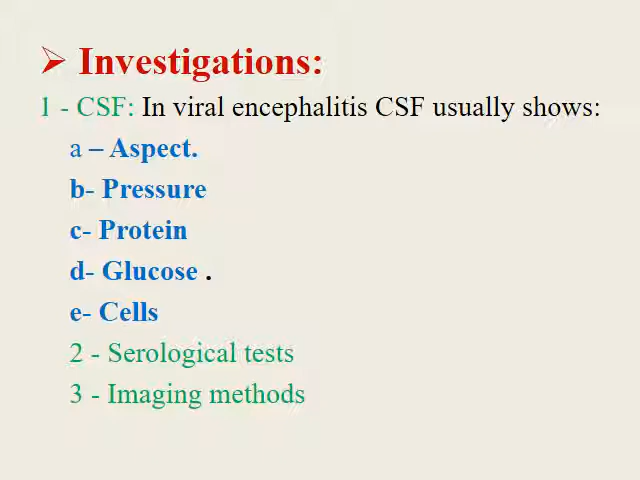 ➢ Investigations:
1 - CSF: In viral encephalitis CSF usually shows:
a – Aspect.
b- Pressure
c- Protein
d- Glucose .
e- Cells
2 - Serological tests
3 - Imaging methods